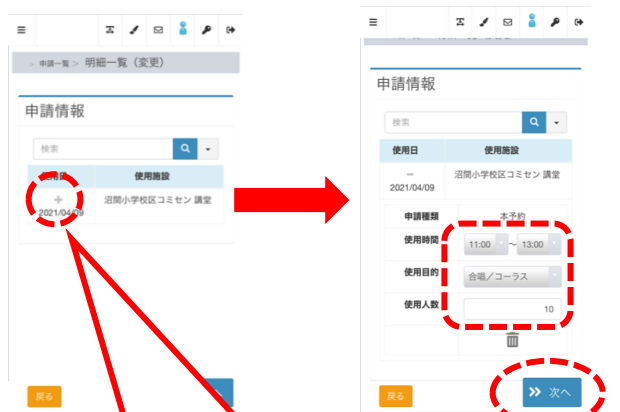 > 申請一覧 > 明細一覧（変更）
申請情報
検索
使用日 使用施設
+
2021/04/09
沼間小学校区コミセン 講堂
戻る
申請情報
検索
使用日 使用施設
−
2021/04/09
沼間小学校区コミセン 講堂
申請種類 本予約
使用時間 11:00 ～ 13:00
使用目的 合唱／コーラス
使用人数 10
戻る
» 次へ